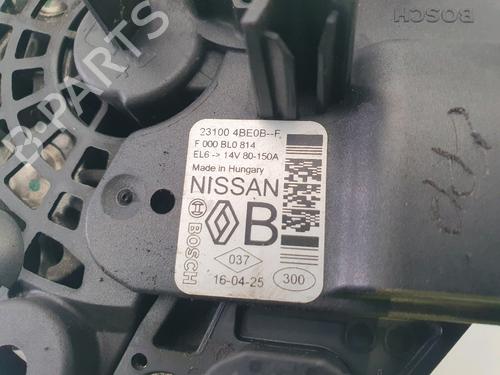 BOSCH
23100 4BE0B--F.
F 000 BL0 814
EL6 -> 14V 80-150A
Made in Hungary
NISSAN
BOSCH
B
037
16-04-25
300